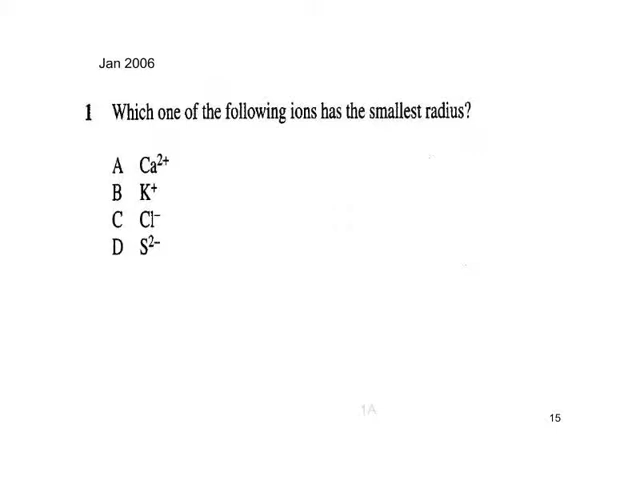 Jan 2006
1 Which one of the following ions has the smallest radius?
A Ca²⁺
B K⁺
C Cl⁻
D S²⁻
1A
15